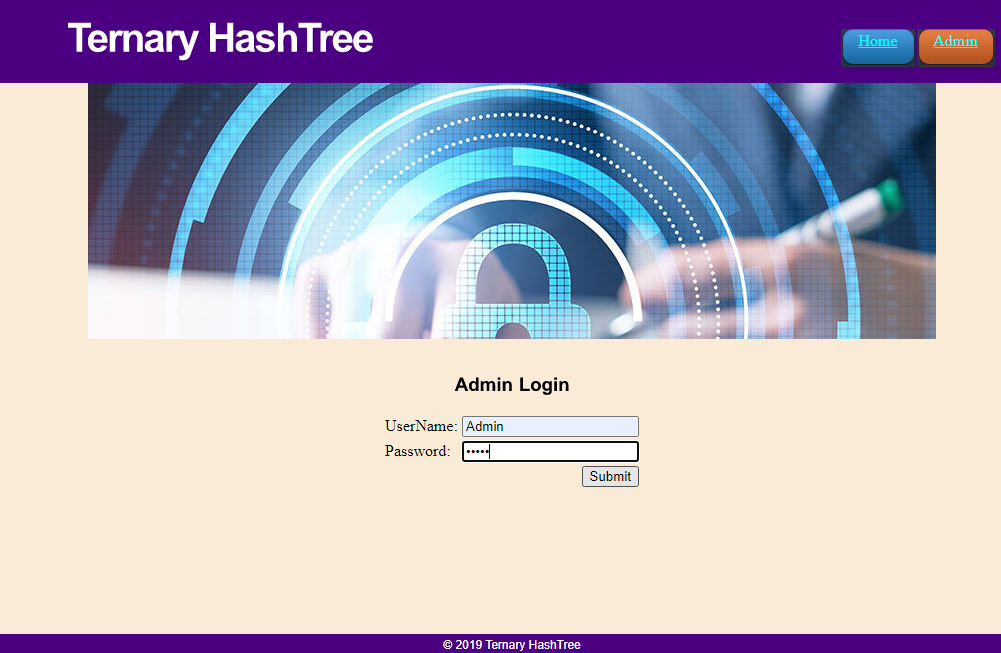 Ternary HashTree
Home
Admin
Admin Login
UserName: Admin
Password: •••••
Submit
© 2019 Ternary HashTree